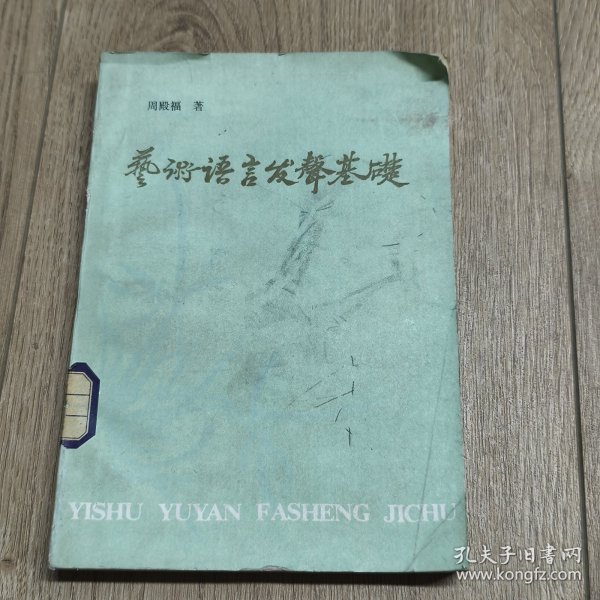 周殿福 著
藝術语言发聲基礎
YISHU YUYAN FASHENG JICHU
孔夫子旧書网
www.kongfz.com